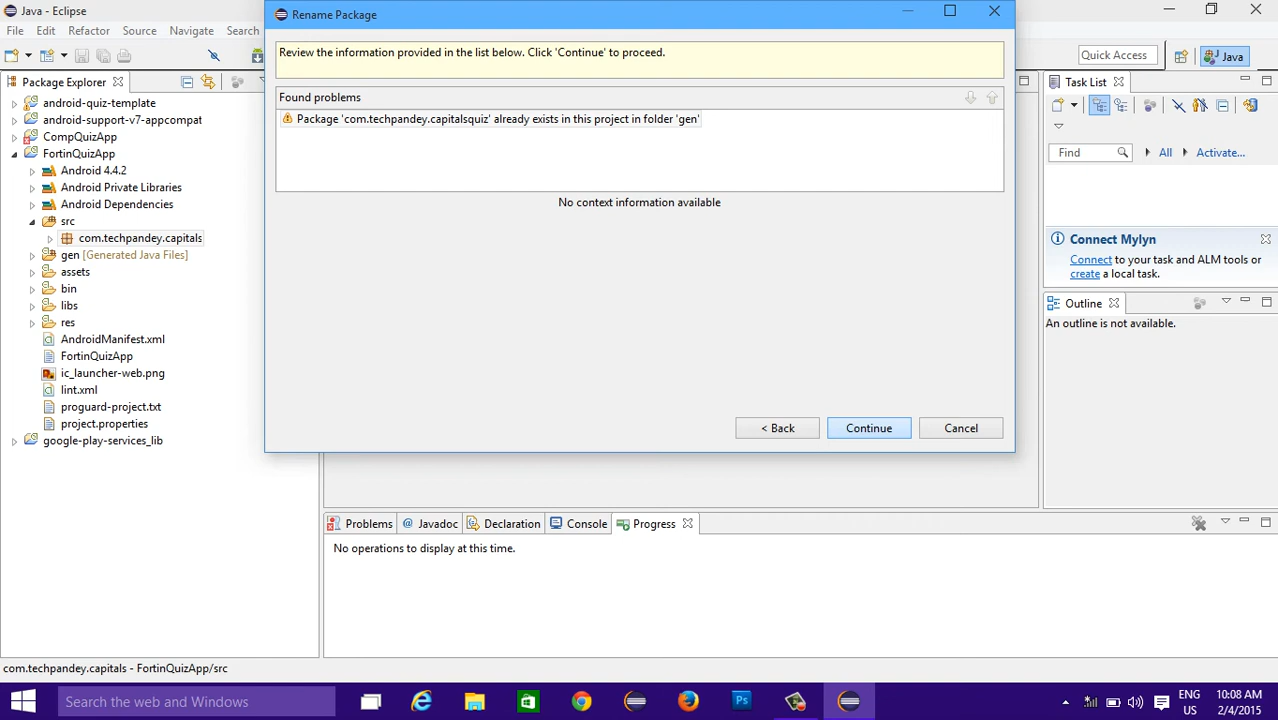 Java - Eclipse
File Edit Refactor Source Navigate Search
Quick Access
Java
Package Explorer
android-quiz-template
android-support-v7-appcompat
CompQuizApp
FortinQuizApp
Android 4.4.2
Android Private Libraries
Android Dependencies
src
com.techpandey.capitals
gen [Generated Java Files]
assets
bin
libs
res
AndroidManifest.xml
FortinQuizApp
ic_launcher-web.png
lint.xml
proguard-project.txt
project.properties
google-play-services_lib
Rename Package
Review the information provided in the list below. Click 'Continue' to proceed.
Found problems
Package 'com.techpandey.capitalsquiz' already exists in this project in folder 'gen'
No context information available
< Back Continue Cancel
Task List
Find All Activate...
Connect Mylyn
Connect to your task and ALM tools or
create a local task.
Outline
An outline is not available.
Problems @ Javadoc Declaration Console Progress
No operations to display at this time.
com.techpandey.capitals - FortinQuizApp/src
Search the web and Windows
Ps
ENG
US
10:08 AM
2/4/2015